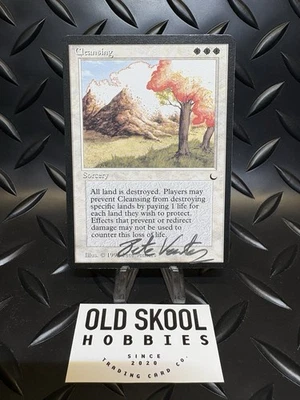 Cleansing
Sorcery
All land is destroyed. Players may
prevent Cleansing from destroying
specific lands by paying 1 life for
each land they wish to protect.
Effects that prevent or redirect
damage may not be used to
counter this loss of life.
Illus. ©
OLD SKOOL
HOBBIES
SINCE
2020
TRADING CARD CO.